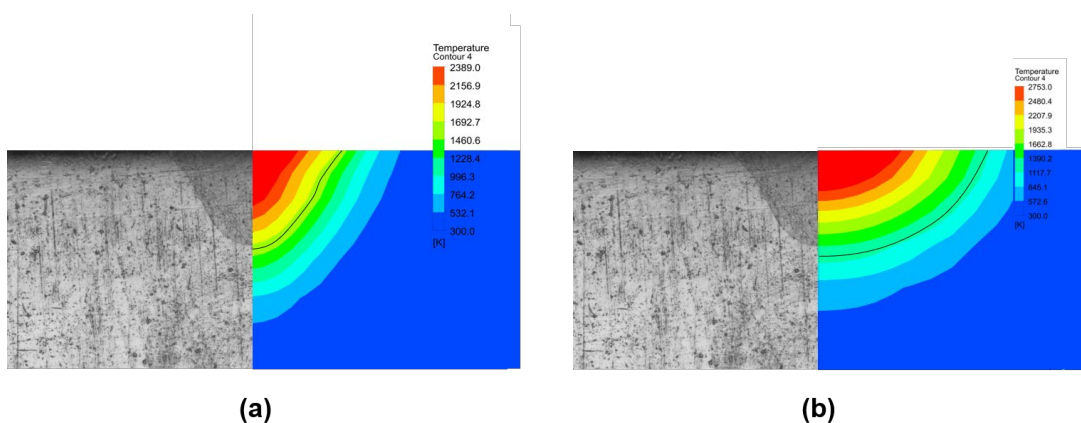 Temperature
Contour 4
2389.0
2156.9
1924.8
1692.7
1460.6
1228.4
996.3
764.2
532.1
300.0
[K]
Temperature
Contour 4
2753.0
2480.4
2207.9
1935.3
1662.8
1390.2
1117.7
845.1
572.6
300.0
[K]
(a)
(b)